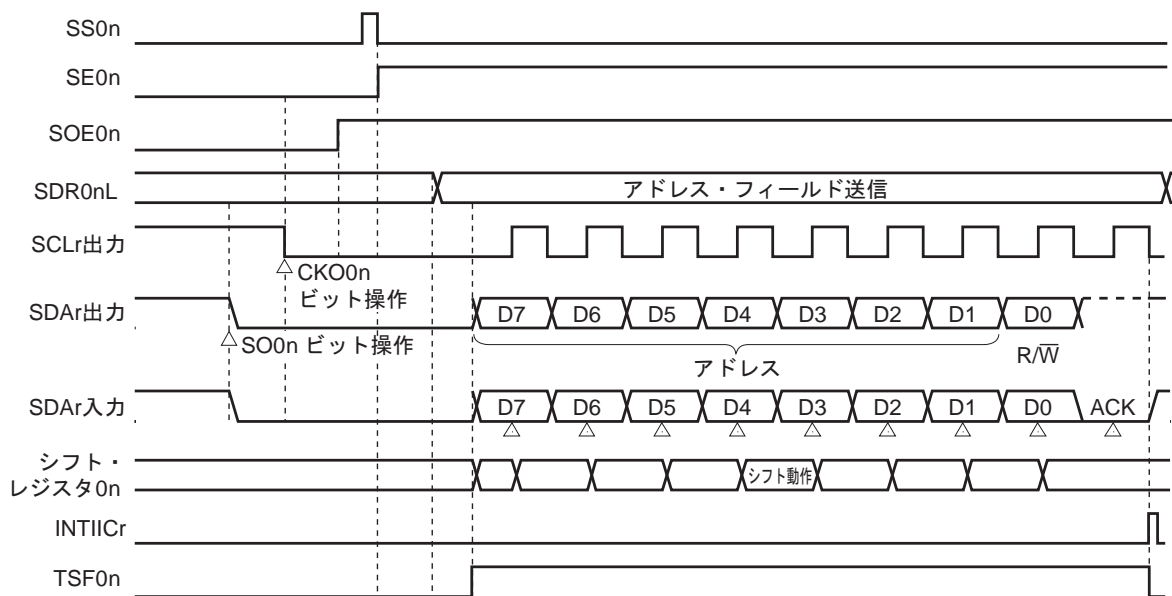 SS0n
SE0n
SOE0n
SDR0nL
アドレス・フィールド送信
SCLr出力
CKO0n
ビット操作
SDAr出力
D7 D6 D5 D4 D3 D2 D1 D0
SO0n ビット操作
アドレス
R/W
SDAr入力
D7 D6 D5 D4 D3 D2 D1 D0 ACK
シフト・
レジスタ0n
シフト動作
INTIICr
TSF0n